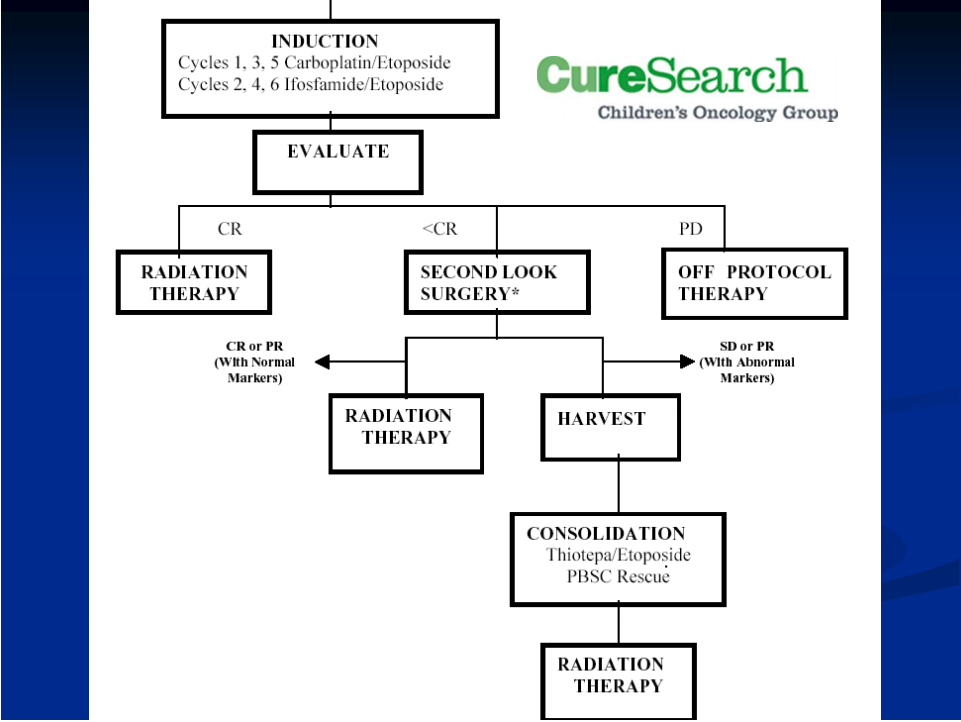 INDUCTION
Cycles 1, 3, 5 Carboplatin/Etoposide
Cycles 2, 4, 6 Ifosfamide/Etoposide
CureSearch
Children's Oncology Group
EVALUATE
CR
<CR
PD
RADIATION
THERAPY
SECOND LOOK
SURGERY*
OFF PROTOCOL
THERAPY
CR or PR
(With Normal
Markers)
SD or PR
(With Abnormal
Markers)
RADIATION
THERAPY
HARVEST
CONSOLIDATION
Thiotepa/Etoposide
PBSC Rescue
RADIATION
THERAPY